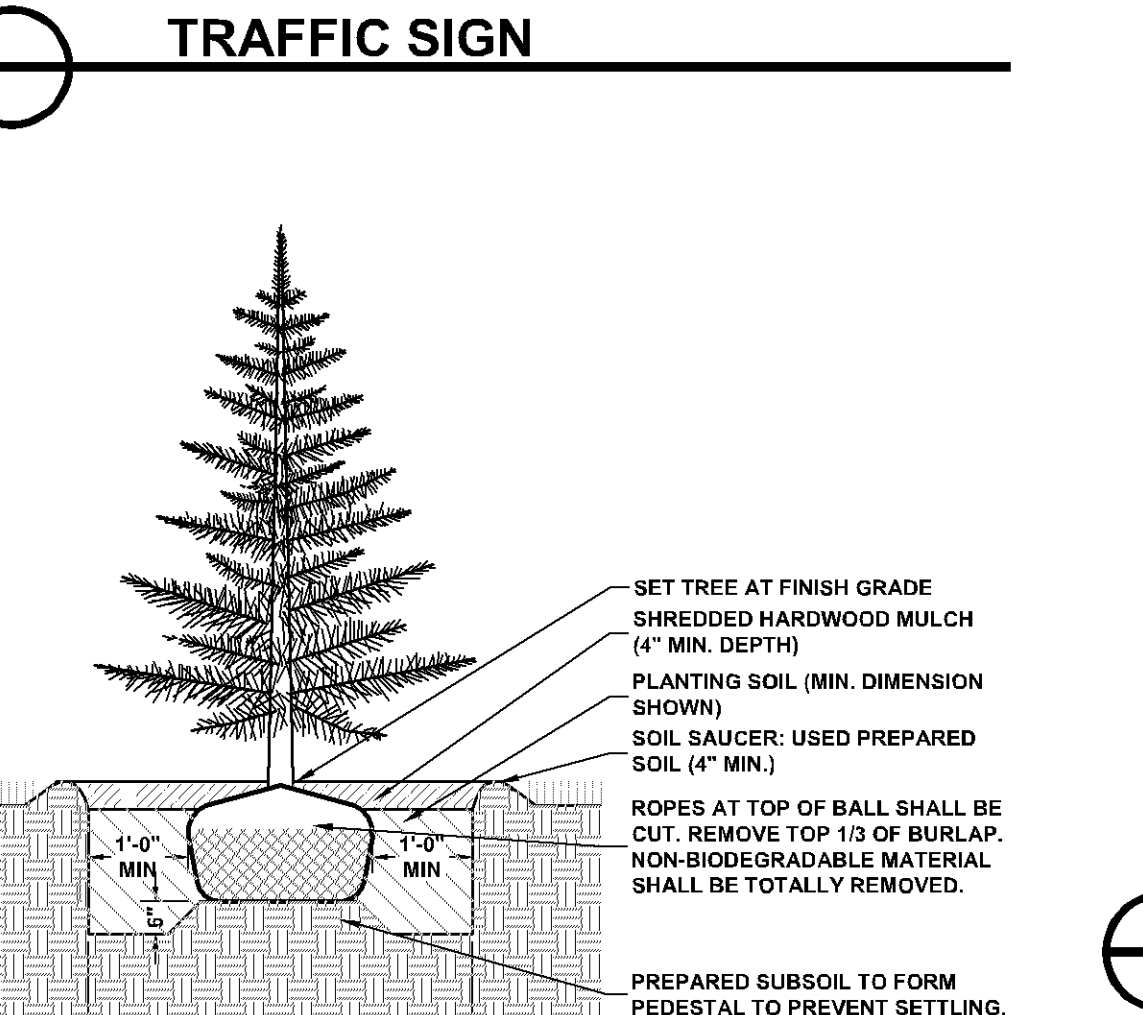 TRAFFIC SIGN
SET TREE AT FINISH GRADE
SHREDDED HARDWOOD MULCH
(4" MIN. DEPTH)
PLANTING SOIL (MIN. DIMENSION
SHOWN)
SOIL SAUCER: USED PREPARED
SOIL (4" MIN.)
ROPES AT TOP OF BALL SHALL BE
CUT. REMOVE TOP 1/3 OF BURLAP.
NON-BIODEGRADABLE MATERIAL
SHALL BE TOTALLY REMOVED.
1'-0"
MIN
1'-0"
MIN
6"
PREPARED SUBSOIL TO FORM
PEDESTAL TO PREVENT SETTLING.